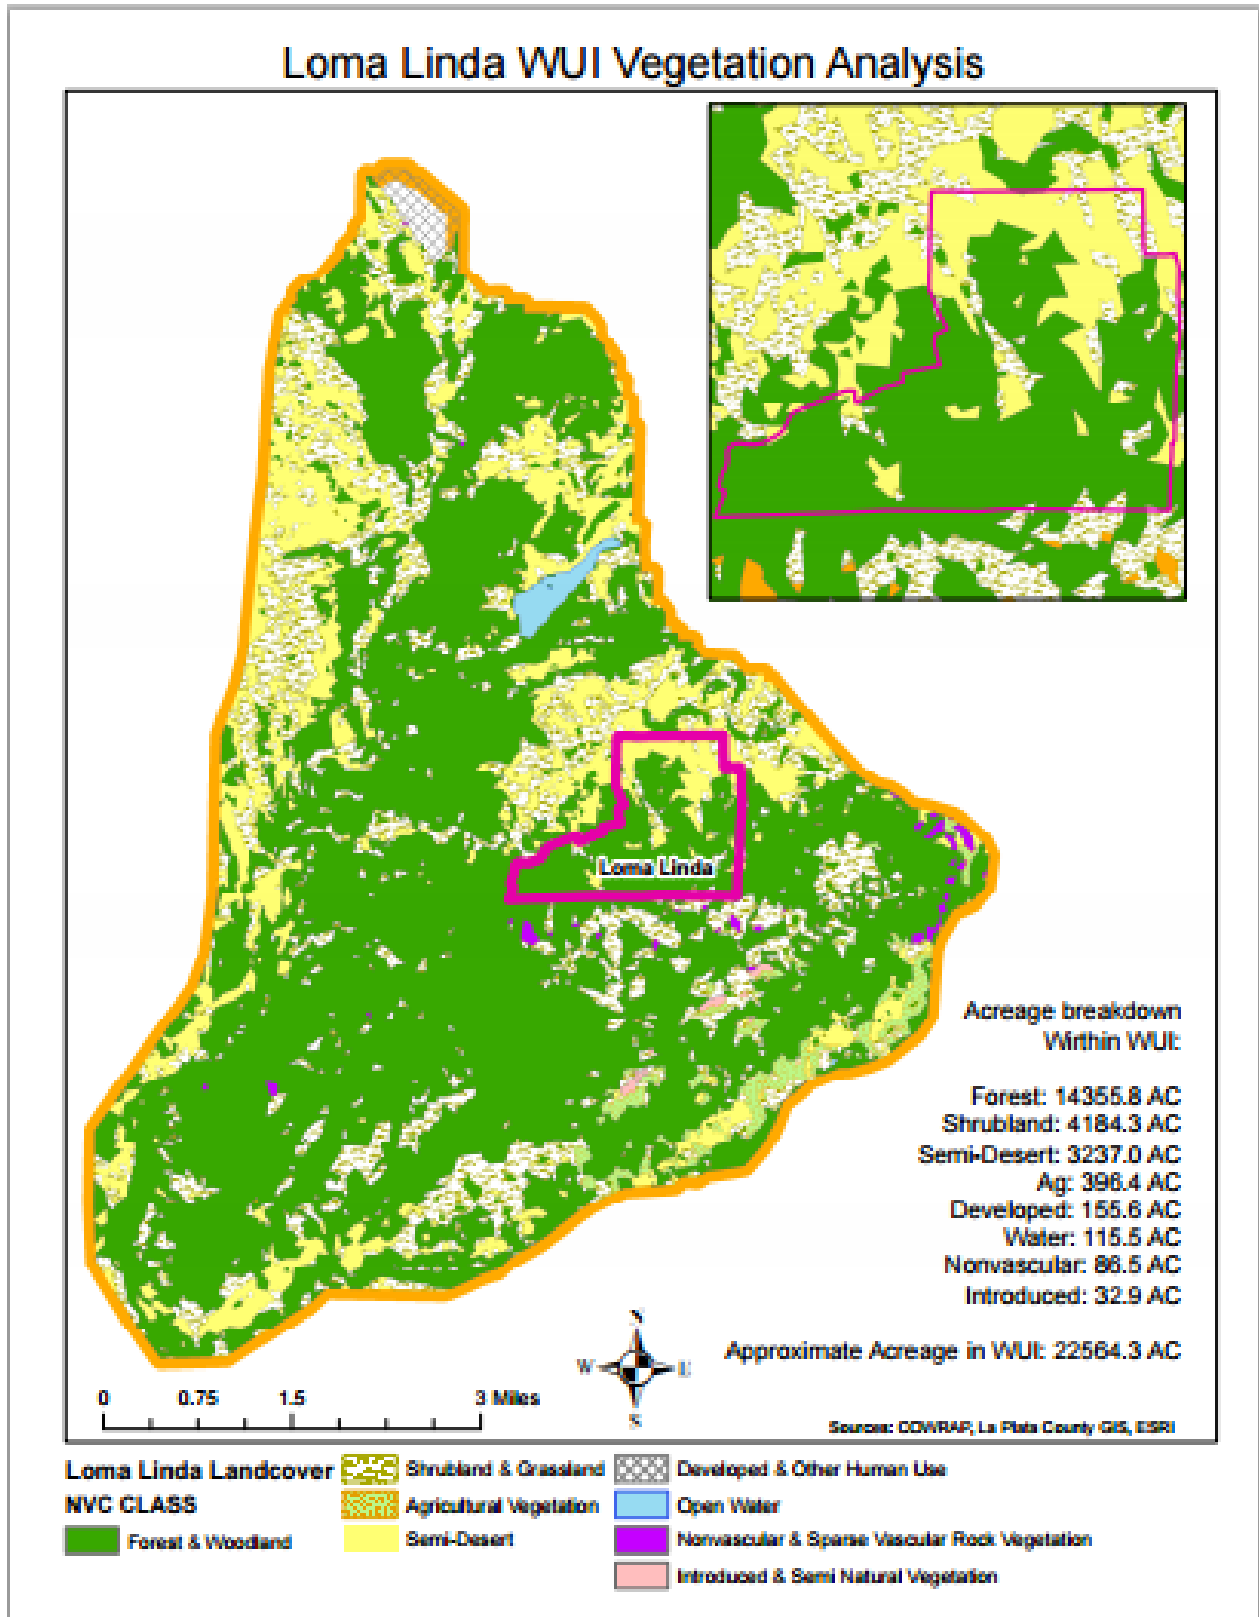 Loma Linda WUI Vegetation Analysis
Loma Linda
Acreage breakdown
Wirthin WUI:
Forest: 14355.8 AC
Shrubland: 4184.3 AC
Semi-Desert: 3237.0 AC
Ag: 396.4 AC
Developed: 155.6 AC
Water: 115.5 AC
Nonvascular: 86.5 AC
Introduced: 32.9 AC
Approximate Acreage in WUI: 22564.3 AC
N
W E
S
0 0.75 1.5 3 Miles
Sources: COWRAP, La Plata County GIS, ESRI
Loma Linda Landcover
NVC CLASS
Forest & Woodland
Shrubland & Grassland
Agricultural Vegetation
Semi-Desert
Developed & Other Human Use
Open Water
Nonvascular & Sparse Vascular Rock Vegetation
Introduced & Semi Natural Vegetation